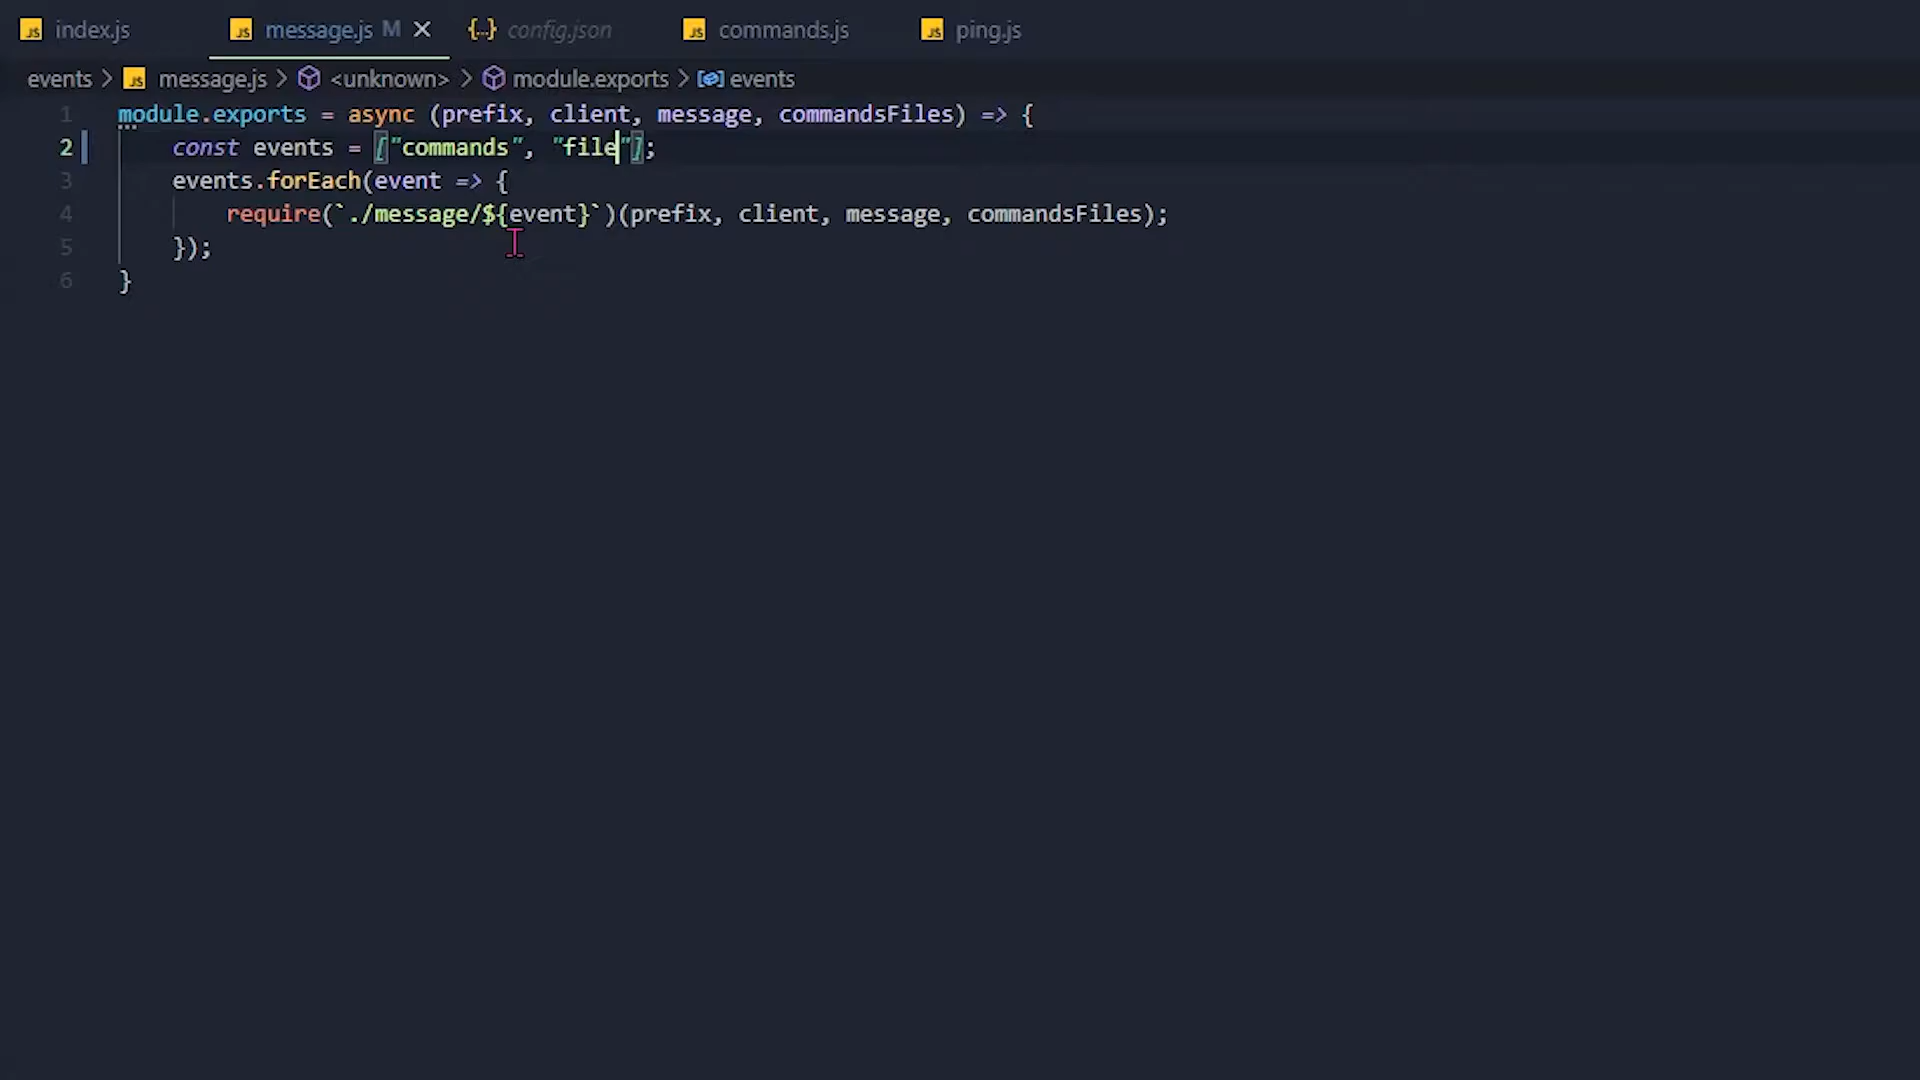 index.js message.js M config.json commands.js ping.js
events > message.js > <unknown> > module.exports > events
1 module.exports = async (prefix, client, message, commandsFiles) => {
2 const events = ["commands", "file"];
3 events.forEach(event => {
4 require(`./message/${event}`)(prefix, client, message, commandsFiles);
5 });
6 }